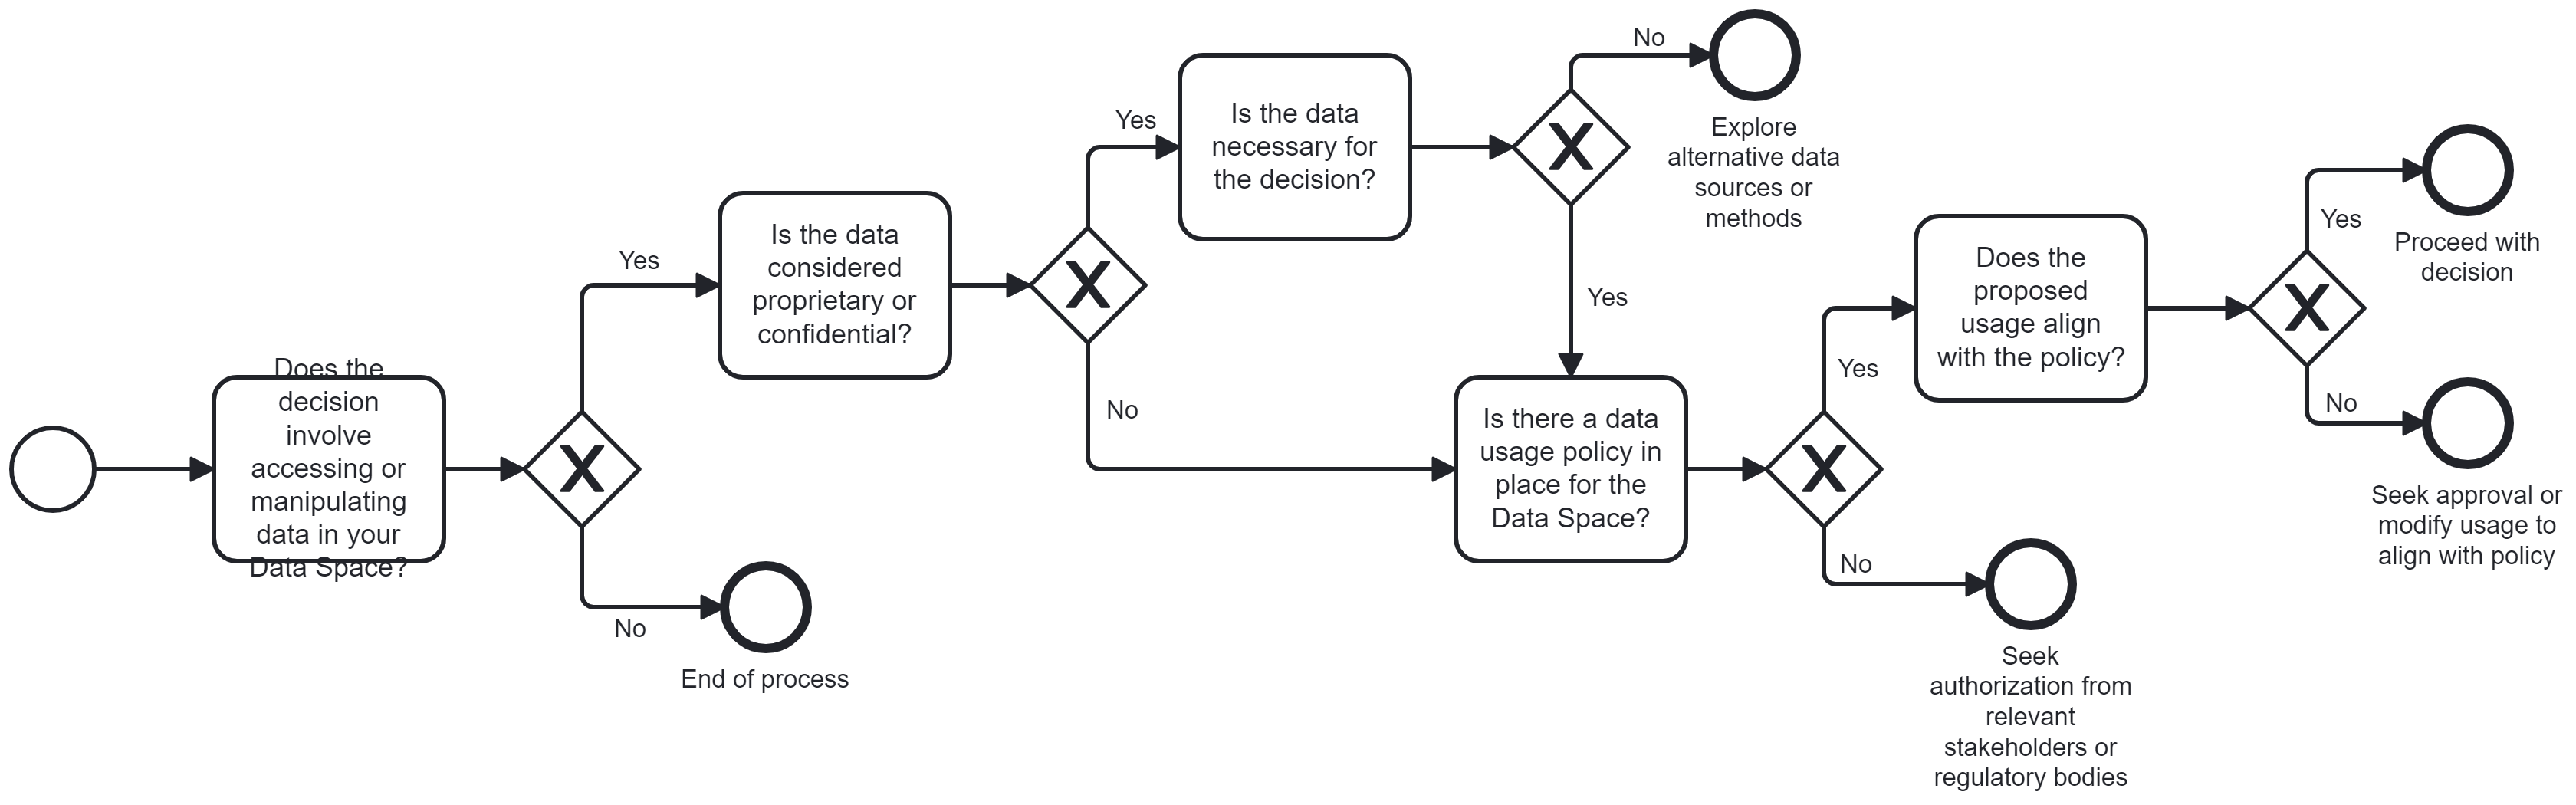 Does the
decision
involve
accessing or
manipulating
data in your
Data Space?
Yes
No
End of process
Is the data
considered
proprietary or
confidential?
Yes
No
Is the data
necessary for
the decision?
No
Explore
alternative data
sources or
methods
Yes
Is there a data
usage policy in
place for the
Data Space?
Yes
No
Seek
authorization from
relevant
stakeholders or
regulatory bodies
Does the
proposed
usage align
with the policy?
Yes
Proceed with
decision
No
Seek approval or
modify usage to
align with policy